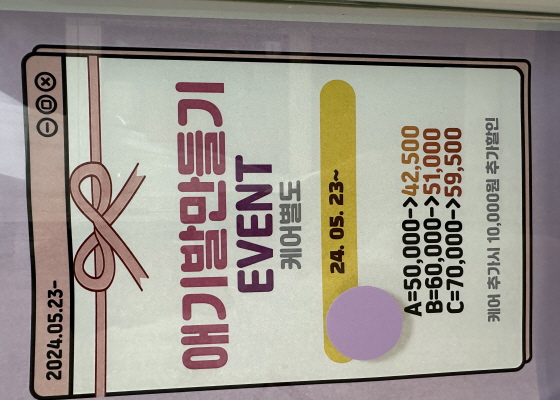 2024.05.23-
애기발만들기
EVENT
케어별도
24. 05. 23~
A=50,000->42,500
B=60,000->51,000
C=70,000->59,500
케어 추가시 10,000원 추가할인